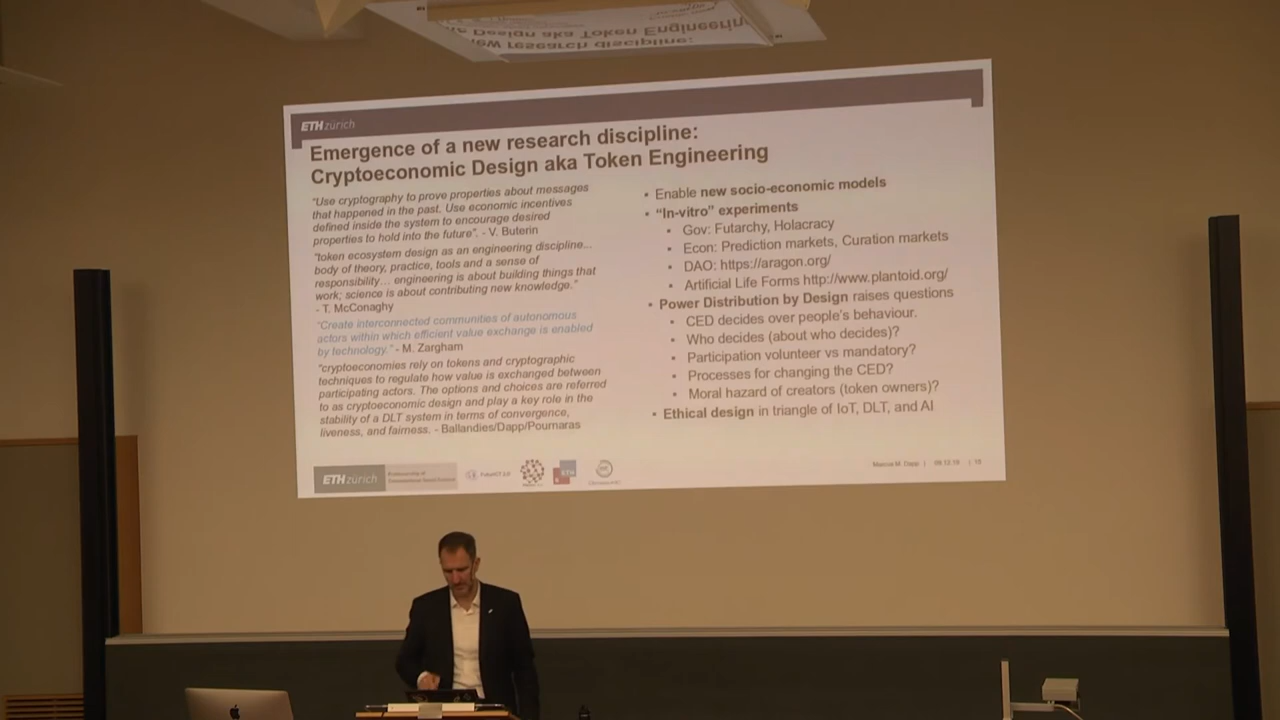 ETH zürich
Emergence of a new research discipline:
Cryptoeconomic Design aka Token Engineering
"Use cryptography to prove properties about messages
that happened in the past. Use economic incentives
defined inside the system to encourage desired
properties to hold into the future". - V. Buterin
"token ecosystem design as an engineering discipline...
body of theory, practice, tools and a sense of
responsibility... engineering is about building things that
work; science is about contributing new knowledge."
- T. McConaghy
"Create interconnected communities of autonomous
actors within which efficient value exchange is enabled
by technology." - M. Zargham
"cryptoeconomies rely on tokens and cryptographic
techniques to regulate how value is exchanged between
participating actors. The options and choices are referred
to as cryptoeconomic design and play a key role in the
stability of a DLT system in terms of convergence,
liveness, and fairness. - Ballandies/Dapp/Pournaras
• Enable new socio-economic models
• "In-vitro" experiments
• Gov: Futarchy, Holacracy
• Econ: Prediction markets, Curation markets
• DAO: https://aragon.org/
• Artificial Life Forms http://www.plantoid.org/
• Power Distribution by Design raises questions
• CED decides over people's behaviour.
• Who decides (about who decides)?
• Participation volunteer vs mandatory?
• Processes for changing the CED?
• Moral hazard of creators (token owners)?
• Ethical design in triangle of IoT, DLT, and AI
ETH zürich
ETH
Marcus M. Dapp |